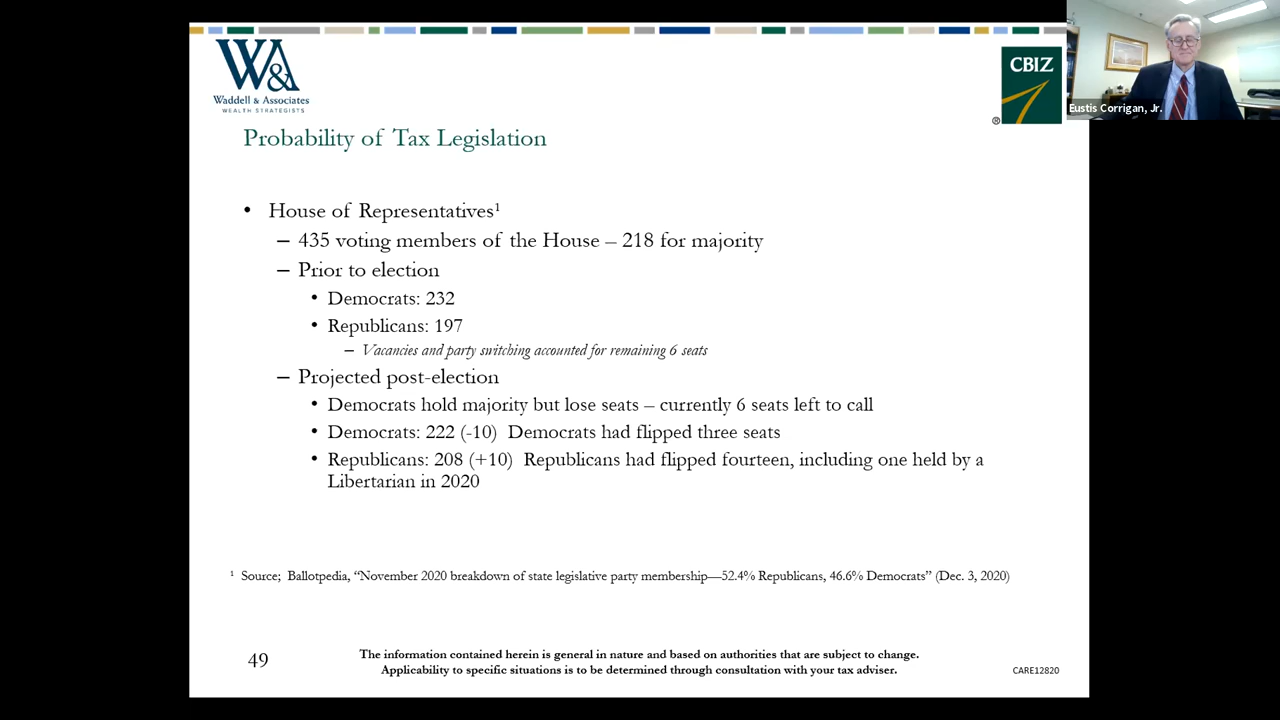 W&A
Waddell & Associates
WEALTH STRATEGISTS
CBIZ
®
Eustis Corrigan, Jr.
Probability of Tax Legislation
• House of Representatives¹
– 435 voting members of the House – 218 for majority
– Prior to election
• Democrats: 232
• Republicans: 197
– Vacancies and party switching accounted for remaining 6 seats
– Projected post-election
• Democrats hold majority but lose seats – currently 6 seats left to call
• Democrats: 222 (-10) Democrats had flipped three seats
• Republicans: 208 (+10) Republicans had flipped fourteen, including one held by a
Libertarian in 2020
¹ Source; Ballotpedia, “November 2020 breakdown of state legislative party membership—52.4% Republicans, 46.6% Democrats” (Dec. 3, 2020)
49
The information contained herein is general in nature and based on authorities that are subject to change.
Applicability to specific situations is to be determined through consultation with your tax adviser.
CARE12820